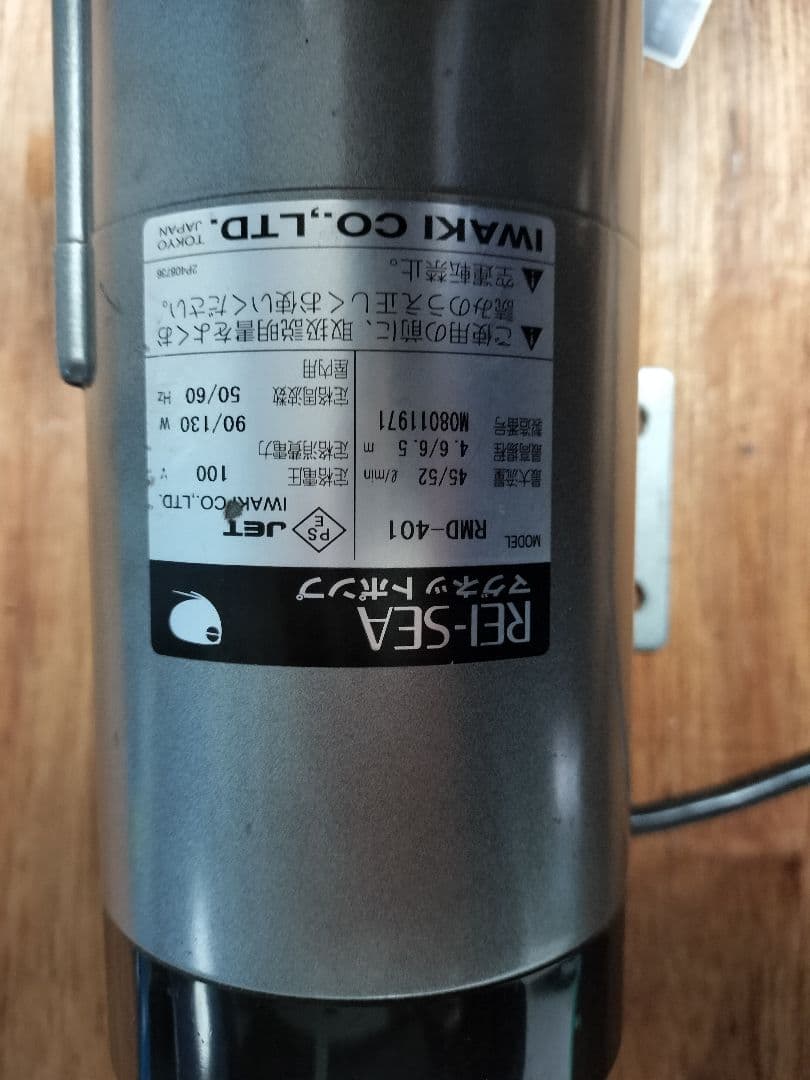 REI-SEA
マグネットポンプ
MODEL RMD-401
最大流量 45/52 ℓ/min
最高揚程 4.6/6.5 m
製造番号 M08011971
PS E JET
IWAKI CO.,LTD.
定格電圧 100 V
定格消費電力 90/130 W
定格周波数 50/60 Hz
屋内用
ご使用の前に、取扱説明書をよくお
読みのうえ正しくお使いください。
空運転禁止。
2P408736
IWAKI CO.,LTD. TOKYO JAPAN